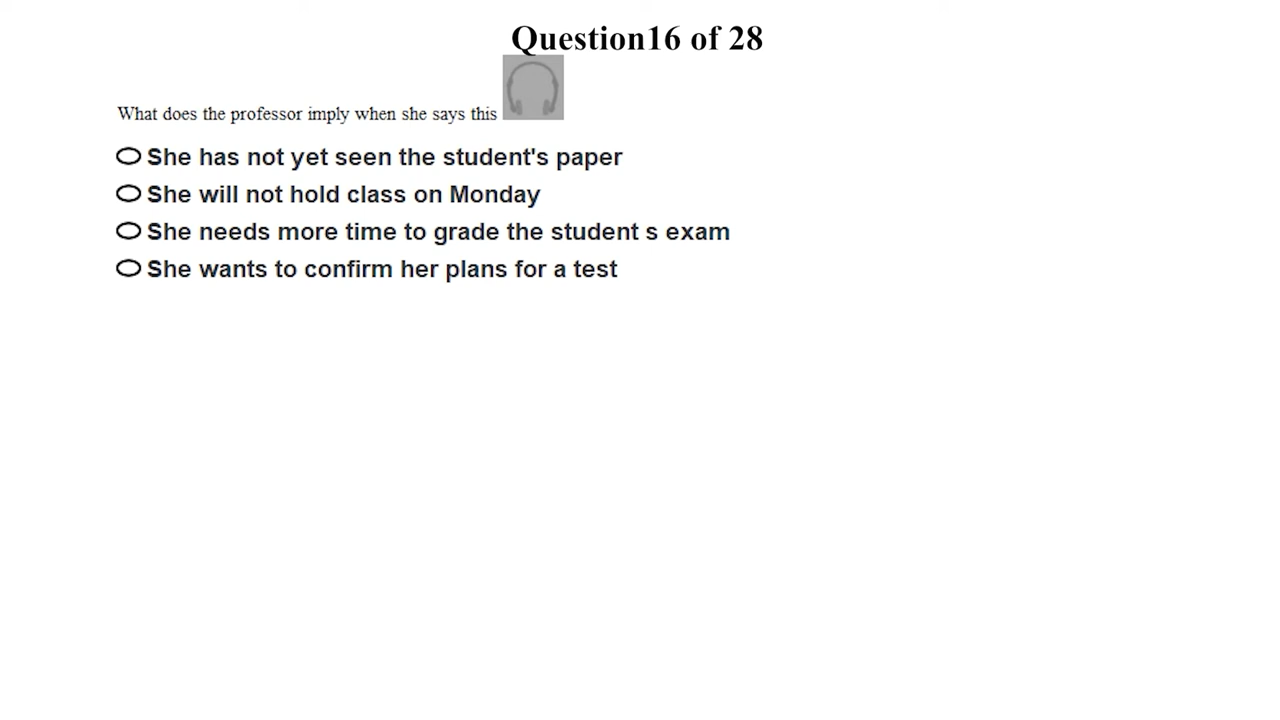 Question16 of 28
What does the professor imply when she says this
She has not yet seen the student's paper
She will not hold class on Monday
She needs more time to grade the student s exam
She wants to confirm her plans for a test